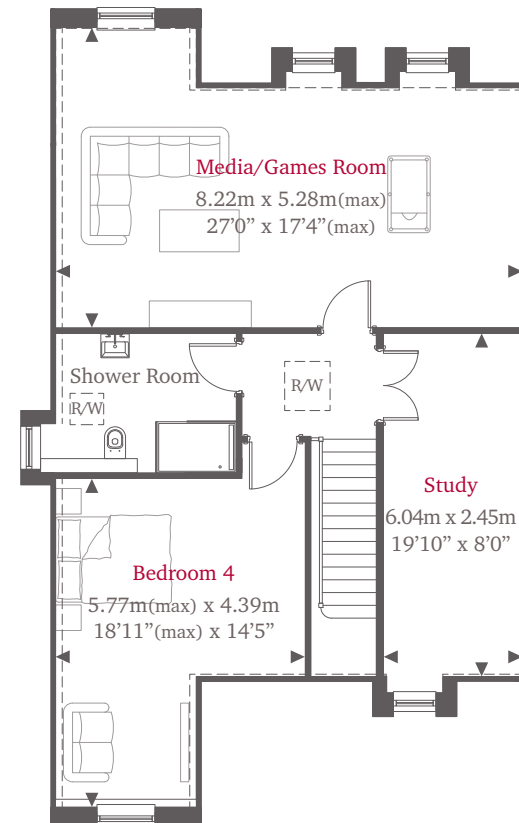 Media/Games Room
8.22m x 5.28m(max)
27’0” x 17’4”(max)
Shower Room
R/W
R/W
Study
6.04m x 2.45m
19’10” x 8’0”
Bedroom 4
5.77m(max) x 4.39m
18’11”(max) x 14’5”